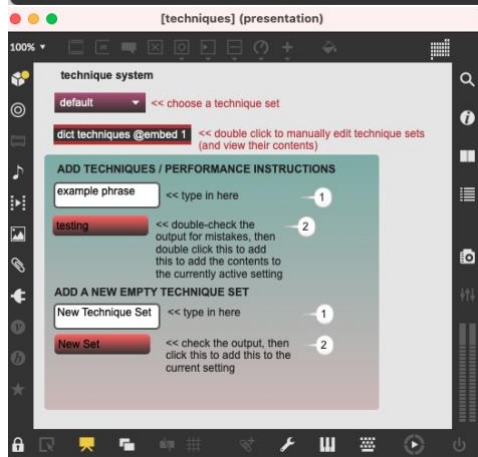 [techniques] (presentation)
100%
technique system
default
<< choose a technique set
dict techniques @embed 1
<< double click to manually edit technique sets
(and view their contents)
ADD TECHNIQUES / PERFORMANCE INSTRUCTIONS
example phrase
<< type in here
1
testing
<< double-check the
output for mistakes, then
double click this to add
this to add the contents to
the currently active setting
2
ADD A NEW EMPTY TECHNIQUE SET
New Technique Set
<< type in here
1
New Set
<< check the output, then
click this to add this to the
current setting
2